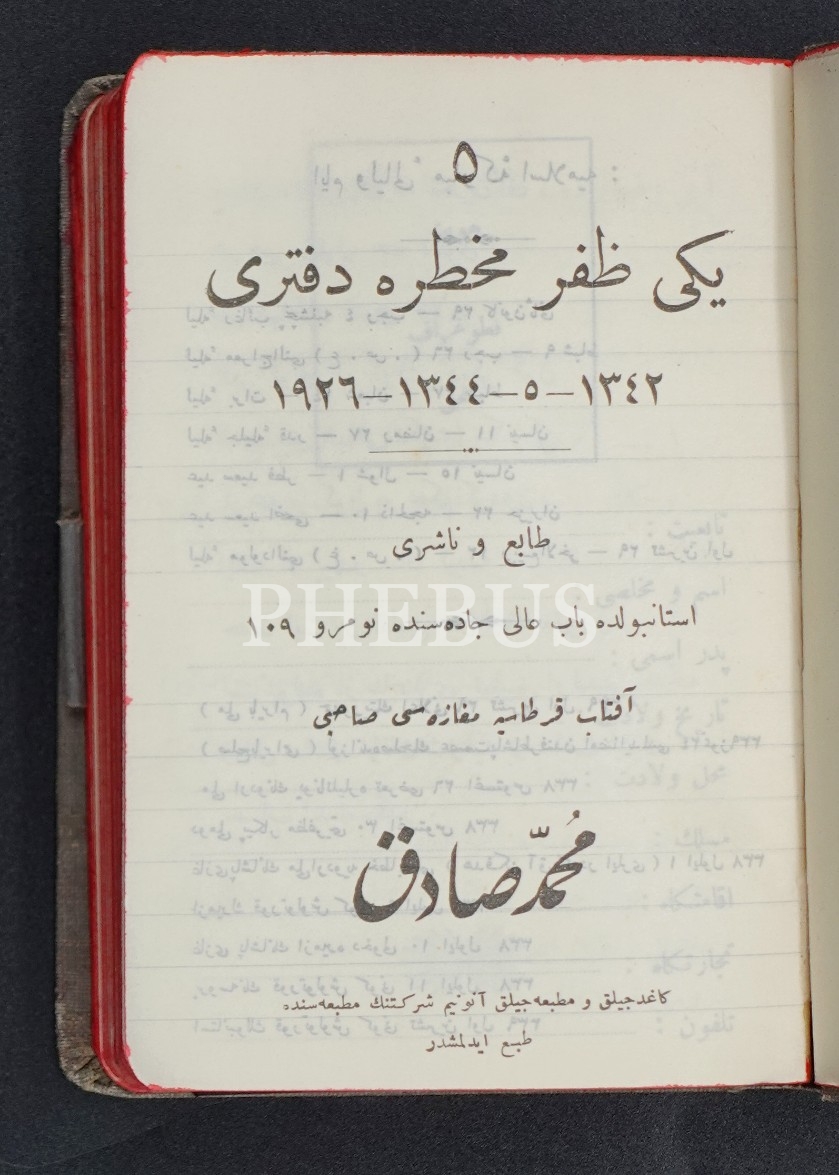 ٥
یکی ظفر مخطره دفتری
١٣٤٢—٥—١٣٤٤—١٩٢٦
طابع و ناشری
استانبولده باب عالی جاده‌سنده نومرو ١٠٩
PHEBUS
آفتاب قرطاسیه مغازه‌سی صاحبی
مُحمّد صادق
کاغدجیلق و مطبعه‌جیلق آنونیم شرکتنك مطبعه‌سنده
طبع ایدلمشدر